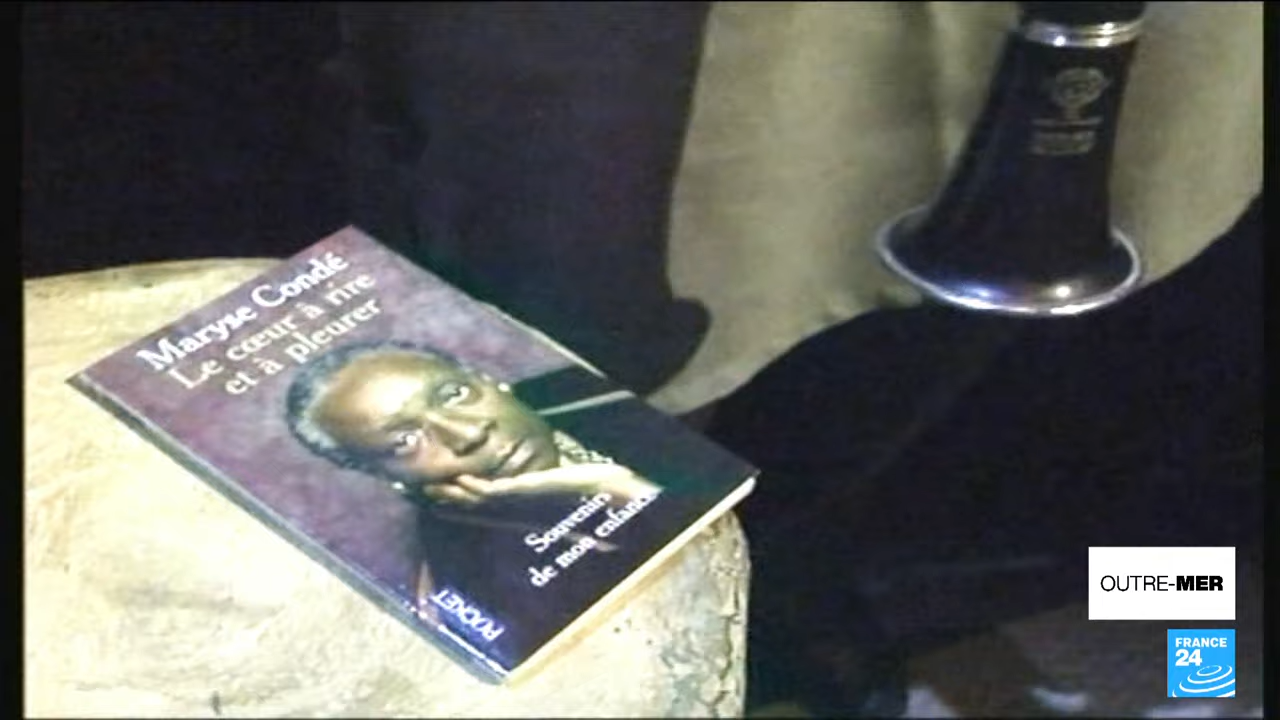 Maryse Condé
Le cœur à rire
et à pleurer
Souvenirs
de mon enfance
POCKET
OUTRE-MER
FRANCE
24